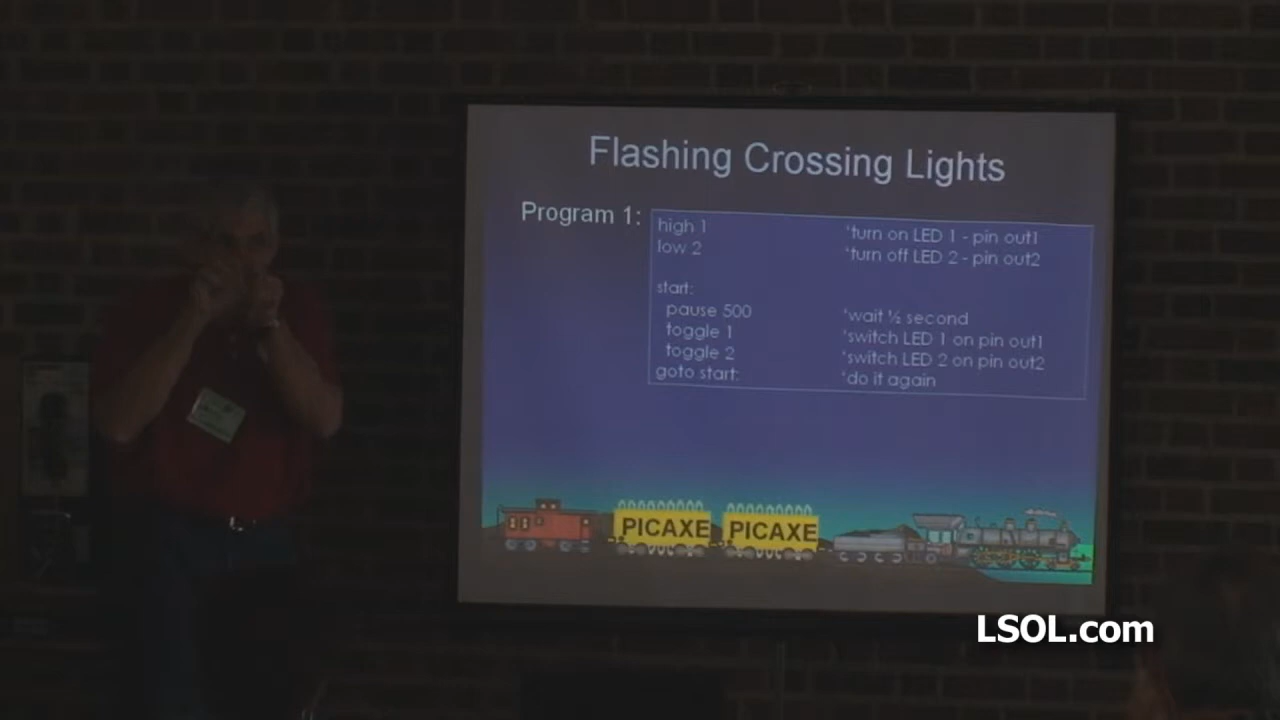 Flashing Crossing Lights
Program 1:
high 1 'turn on LED 1 - pin out1
low 2 'turn off LED 2 - pin out2
start:
pause 500 'wait ½ second
toggle 1 'switch LED 1 on pin out1
toggle 2 'switch LED 2 on pin out2
goto start: 'do it again
PICAXE PICAXE
LSOL.com